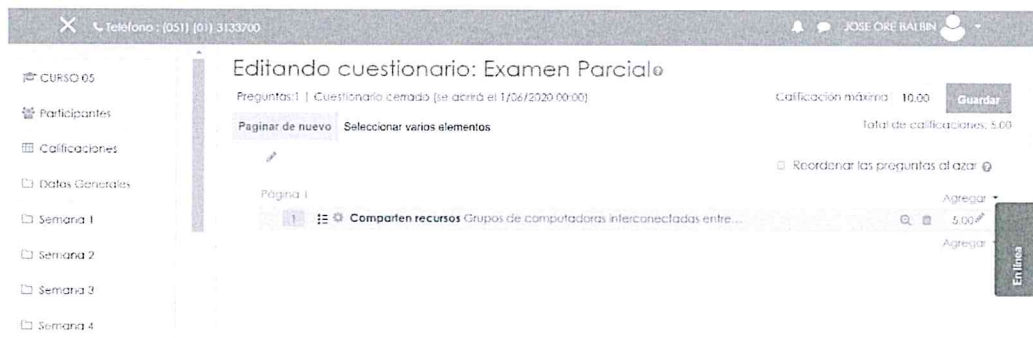 Teléfono : (051) (01) 3133700
JOSE ORE BALBIN
CURSO 05
Participantes
Calificaciones
Datos Generales
Semana 1
Semana 2
Semana 3
Semana 4
Editando cuestionario: Examen Parcial
Preguntas:1 | Cuestionario cerrado (se abrirá el 1/06/2020 00:00)
Calificación máxima 10.00 Guardar
Paginar de nuevo Seleccionar varios elementos
Total de calificaciones: 5.00
Reordenar las preguntas al azar
Página 1
Agregar
1 Comparten recursos Grupos de computadoras interconectadas entre...
5.00
Agregar
En línea